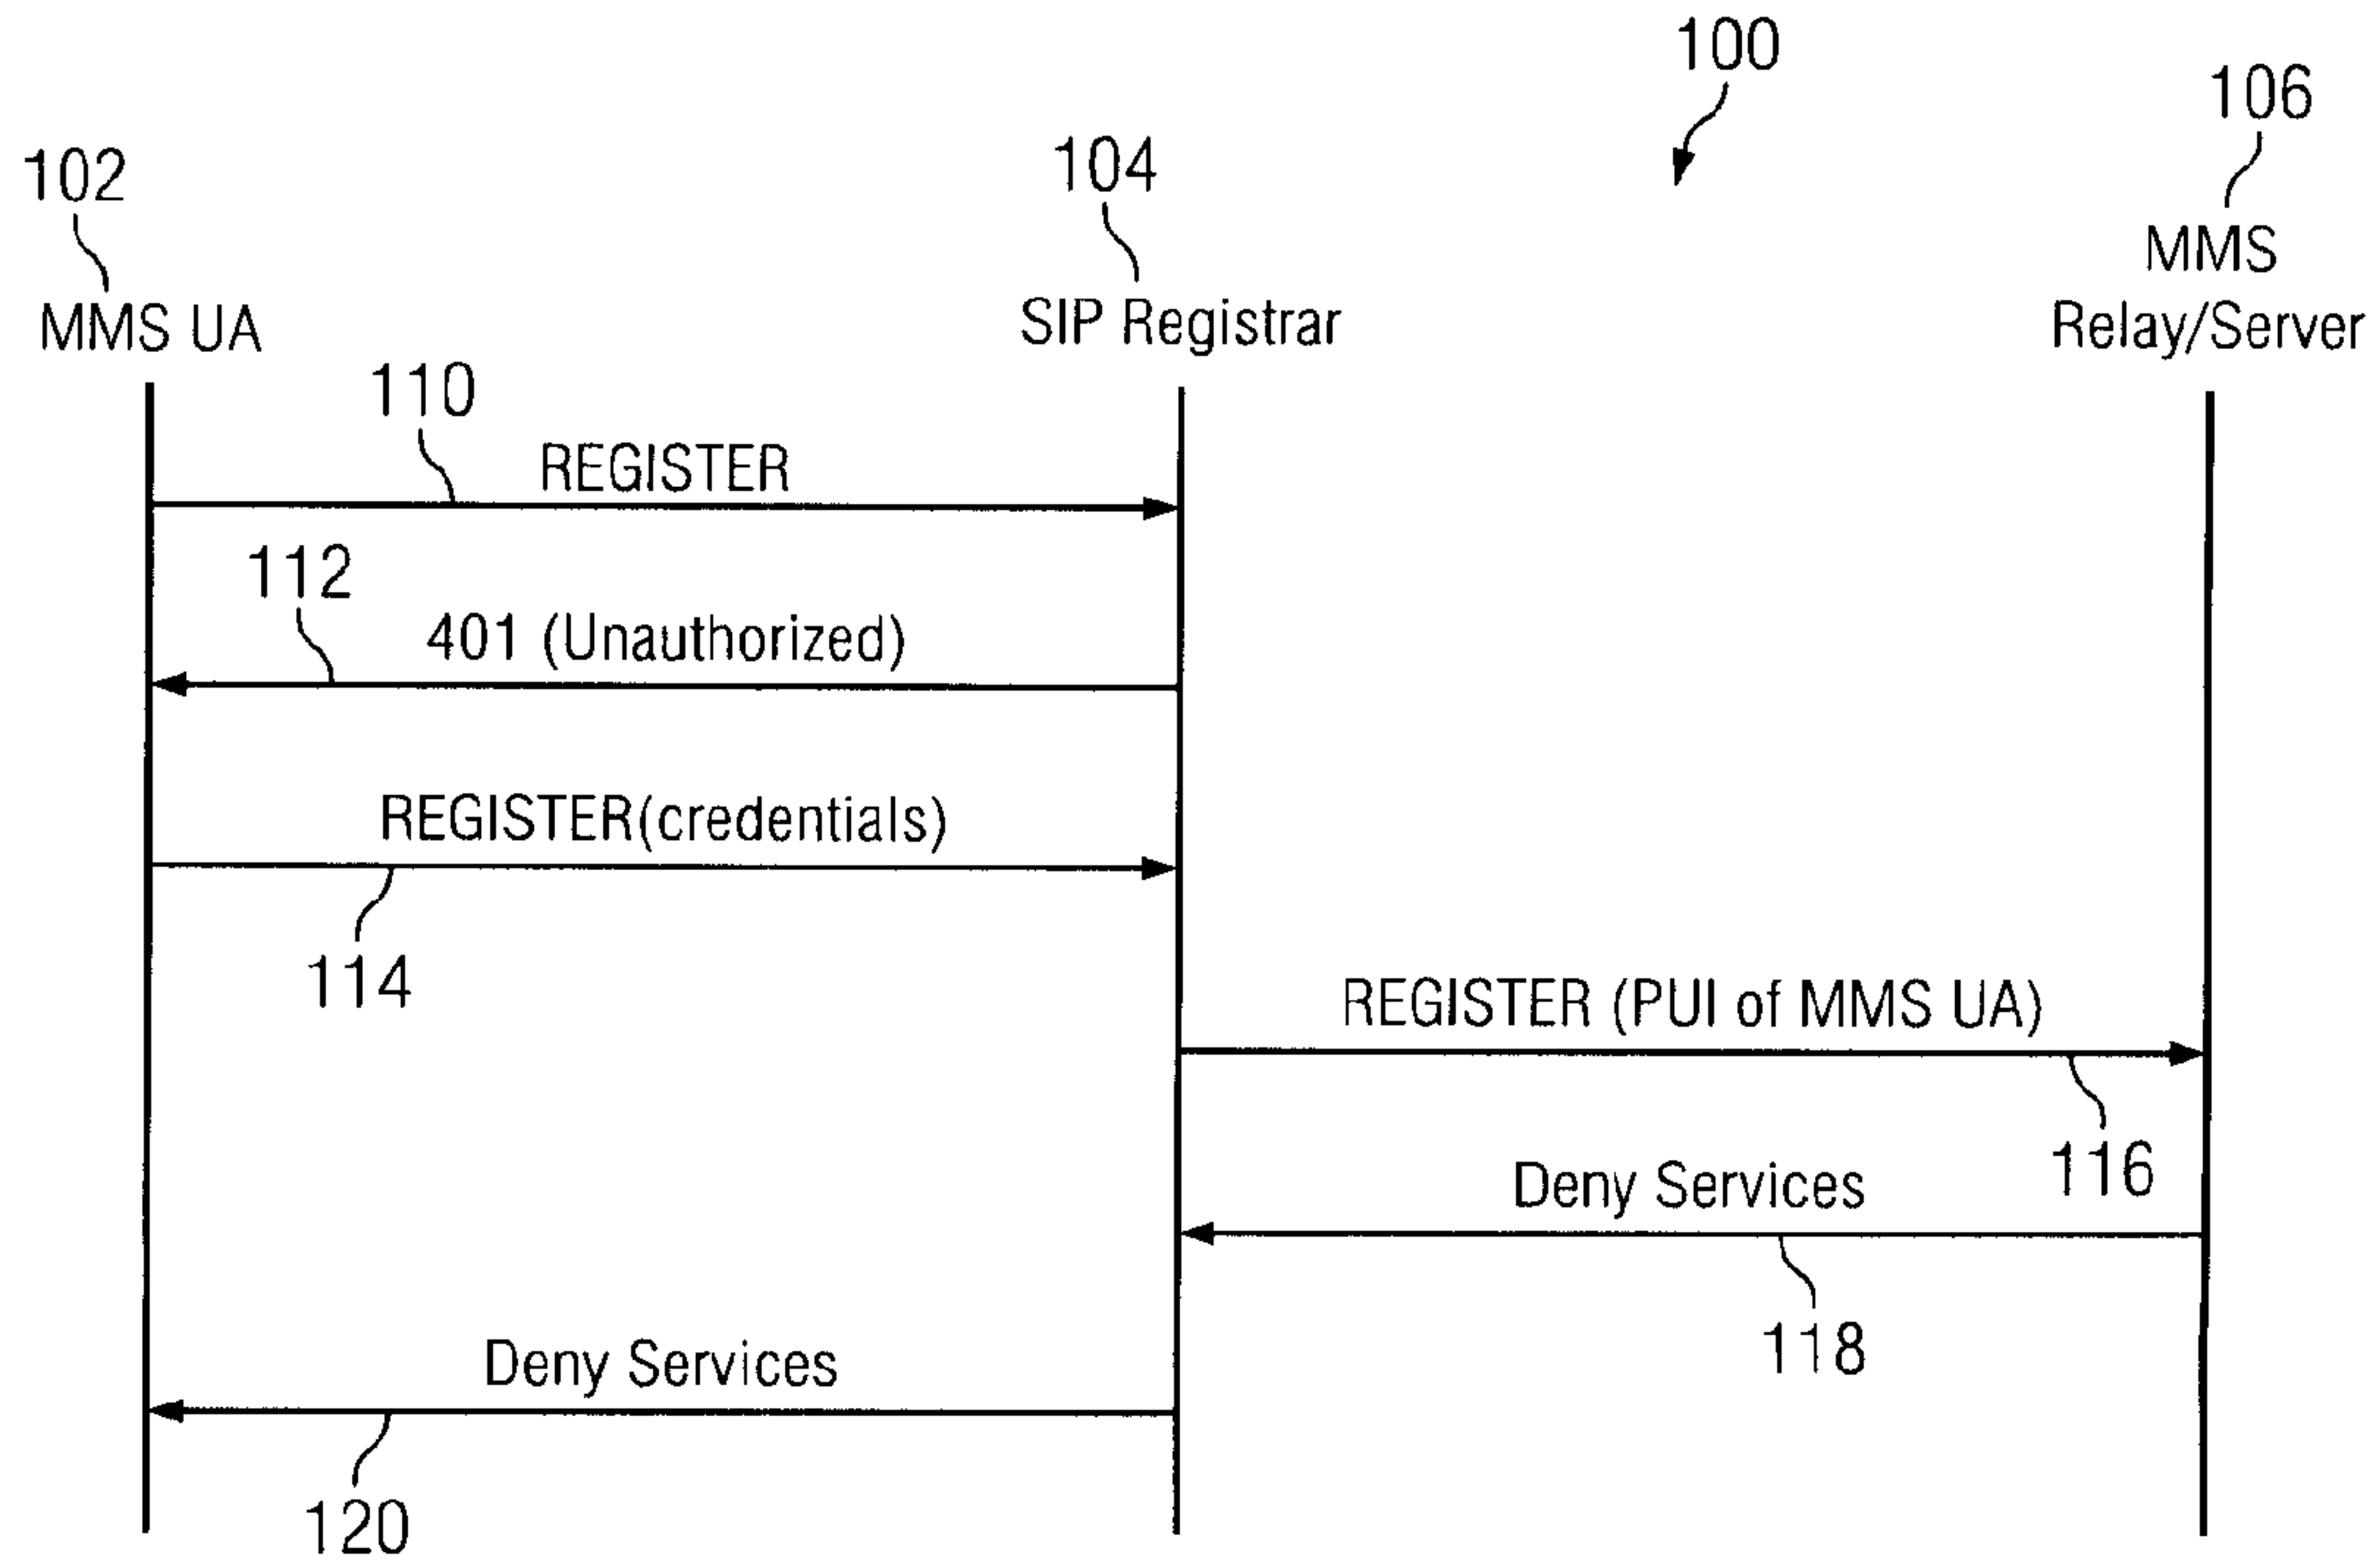 100
106
104
102
MMS
Relay/Server
SIP Registrar
MMS UA
110
REGISTER
112
401 (Unauthorized)
REGISTER(credentials)
114
REGISTER (PUI of MMS UA)
116
Deny Services
118
Deny Services
120